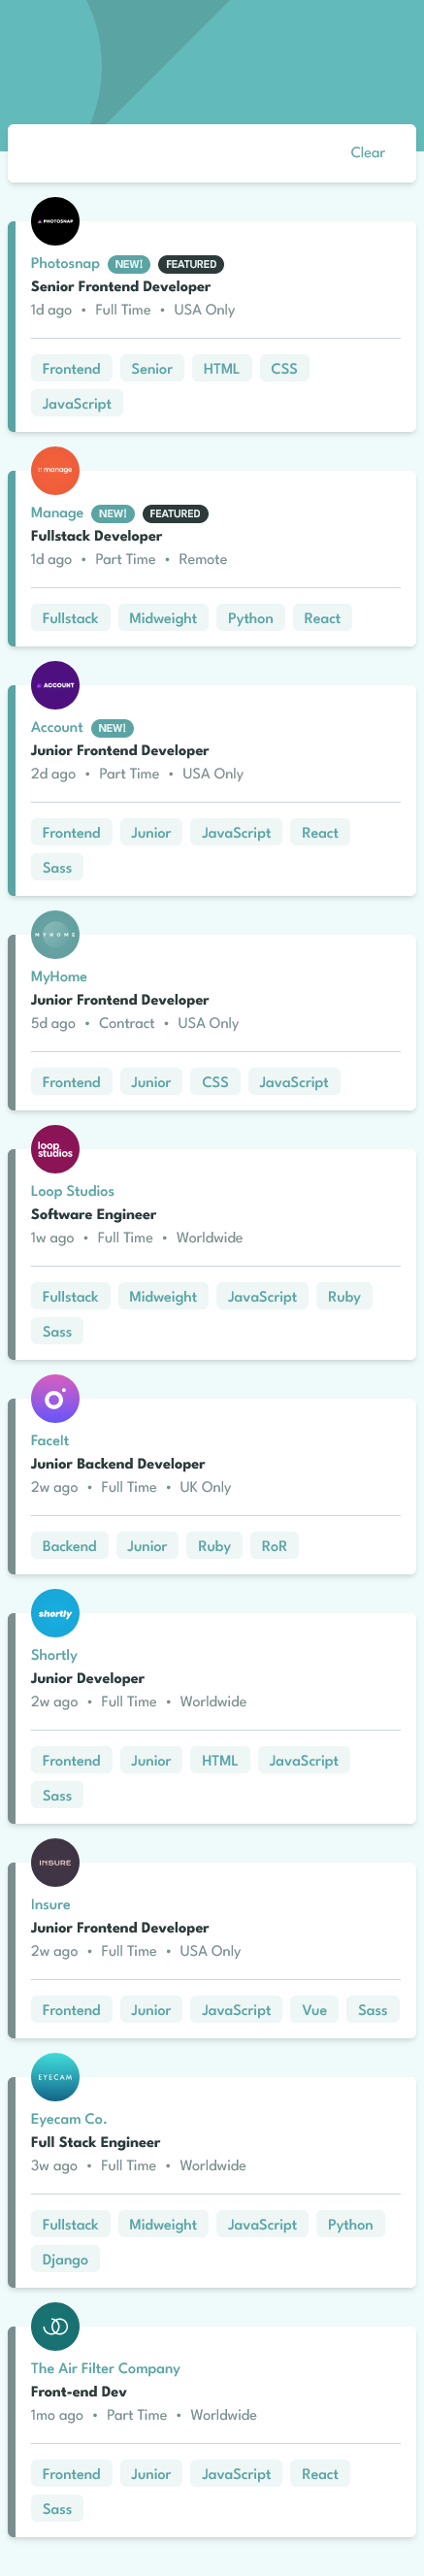 Clear
PHOTOSNAP
Photosnap NEW! FEATURED
Senior Frontend Developer
1d ago • Full Time • USA Only
Frontend Senior HTML CSS
JavaScript
manage
Manage NEW! FEATURED
Fullstack Developer
1d ago • Part Time • Remote
Fullstack Midweight Python React
ACCOUNT
Account NEW!
Junior Frontend Developer
2d ago • Part Time • USA Only
Frontend Junior JavaScript React
Sass
MYHOME
MyHome
Junior Frontend Developer
5d ago • Contract • USA Only
Frontend Junior CSS JavaScript
loop
studios
Loop Studios
Software Engineer
1w ago • Full Time • Worldwide
Fullstack Midweight JavaScript Ruby
Sass
FaceIt
Junior Backend Developer
2w ago • Full Time • UK Only
Backend Junior Ruby RoR
shortly
Shortly
Junior Developer
2w ago • Full Time • Worldwide
Frontend Junior HTML JavaScript
Sass
INSURE
Insure
Junior Frontend Developer
2w ago • Full Time • USA Only
Frontend Junior JavaScript Vue Sass
EYECAM
Eyecam Co.
Full Stack Engineer
3w ago • Full Time • Worldwide
Fullstack Midweight JavaScript Python
Django
The Air Filter Company
Front-end Dev
1mo ago • Part Time • Worldwide
Frontend Junior JavaScript React
Sass